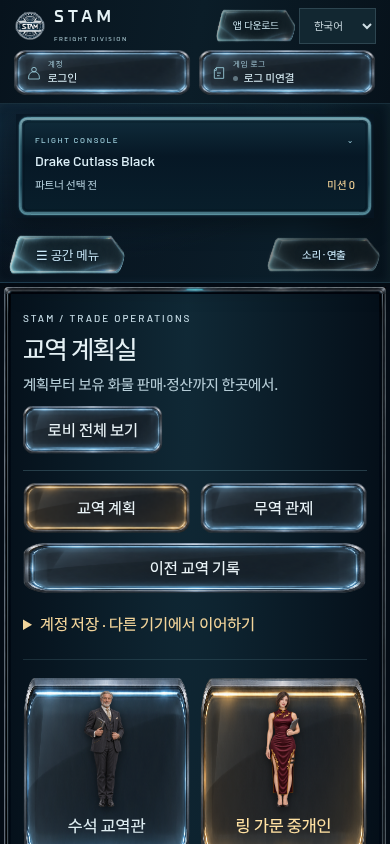 STAM
STAM
FREIGHT DIVISION
앱 다운로드
한국어
계정
로그인
게임 로그
로그 미연결
FLIGHT CONSOLE
Drake Cutlass Black
파트너 선택 전
미션 0
☰ 공간 메뉴
소리·연출
STAM / TRADE OPERATIONS
교역 계획실
계획부터 보유 화물 판매·정산까지 한곳에서.
로비 전체 보기
교역 계획
무역 관제
이전 교역 기록
▶ 계정 저장 · 다른 기기에서 이어하기
수석 교역관
링 가문 중개인